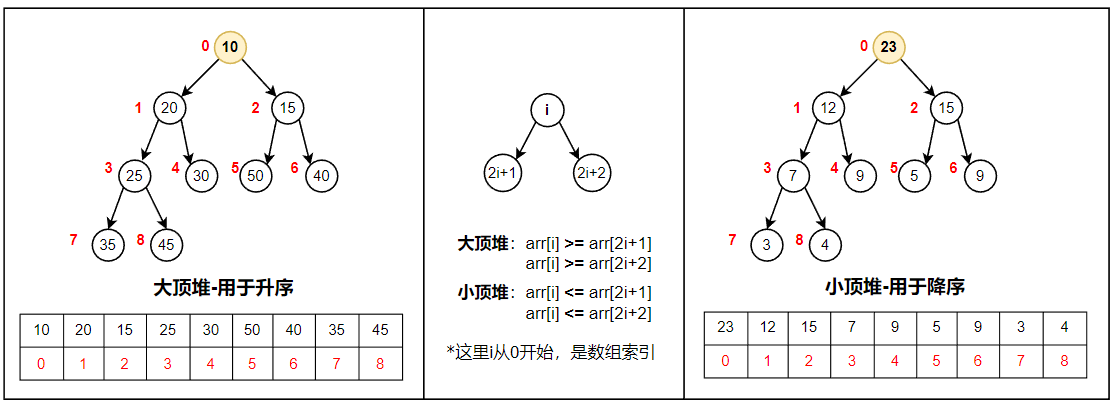 0 10
1 20 2 15
3 25 4 30 5 50 6 40
7 35 8 45
大顶堆-用于升序
10 20 15 25 30 50 40 35 45
0 1 2 3 4 5 6 7 8
i
2i+1 2i+2
大顶堆：arr[i] >= arr[2i+1]
arr[i] >= arr[2i+2]
小顶堆：arr[i] <= arr[2i+1]
arr[i] <= arr[2i+2]
*这里i从0开始，是数组索引
0 23
1 12 2 15
3 7 4 9 5 5 6 9
7 3 8 4
小顶堆-用于降序
23 12 15 7 9 5 9 3 4
0 1 2 3 4 5 6 7 8